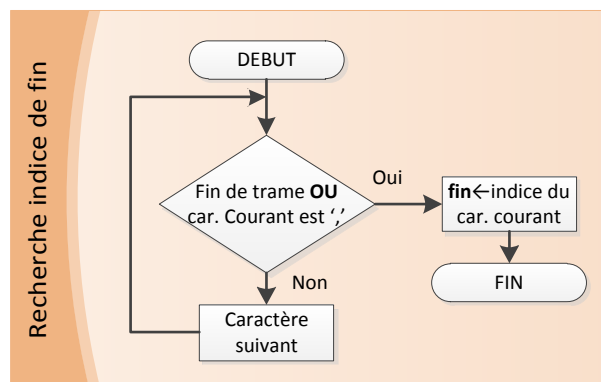 Recherche indice de fin
DEBUT
Fin de trame OU
car. Courant est ‘,’
Oui
fin←indice du
car. courant
Non
FIN
Caractère
suivant